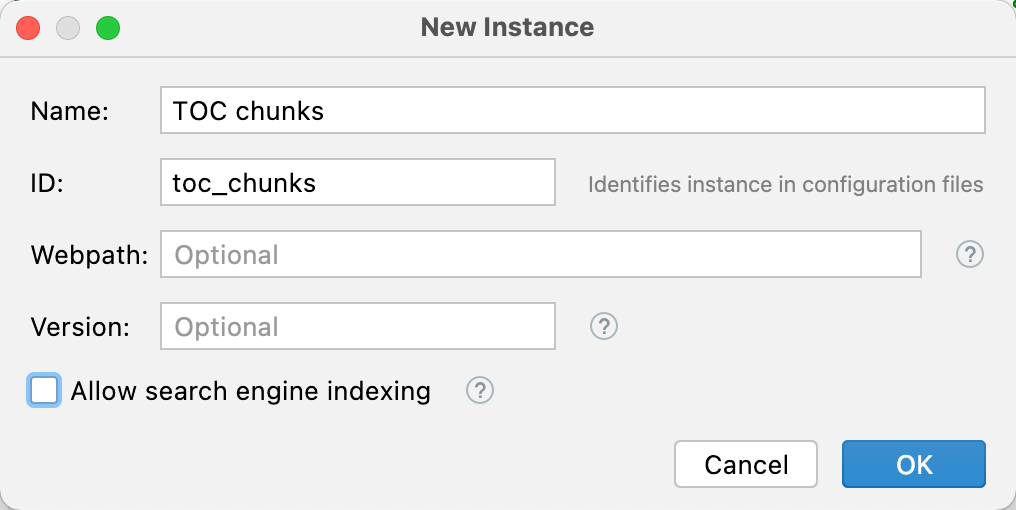 New Instance
Name: TOC chunks
ID: toc_chunks Identifies instance in configuration files
Webpath: Optional ?
Version: Optional ?
Allow search engine indexing ?
Cancel OK